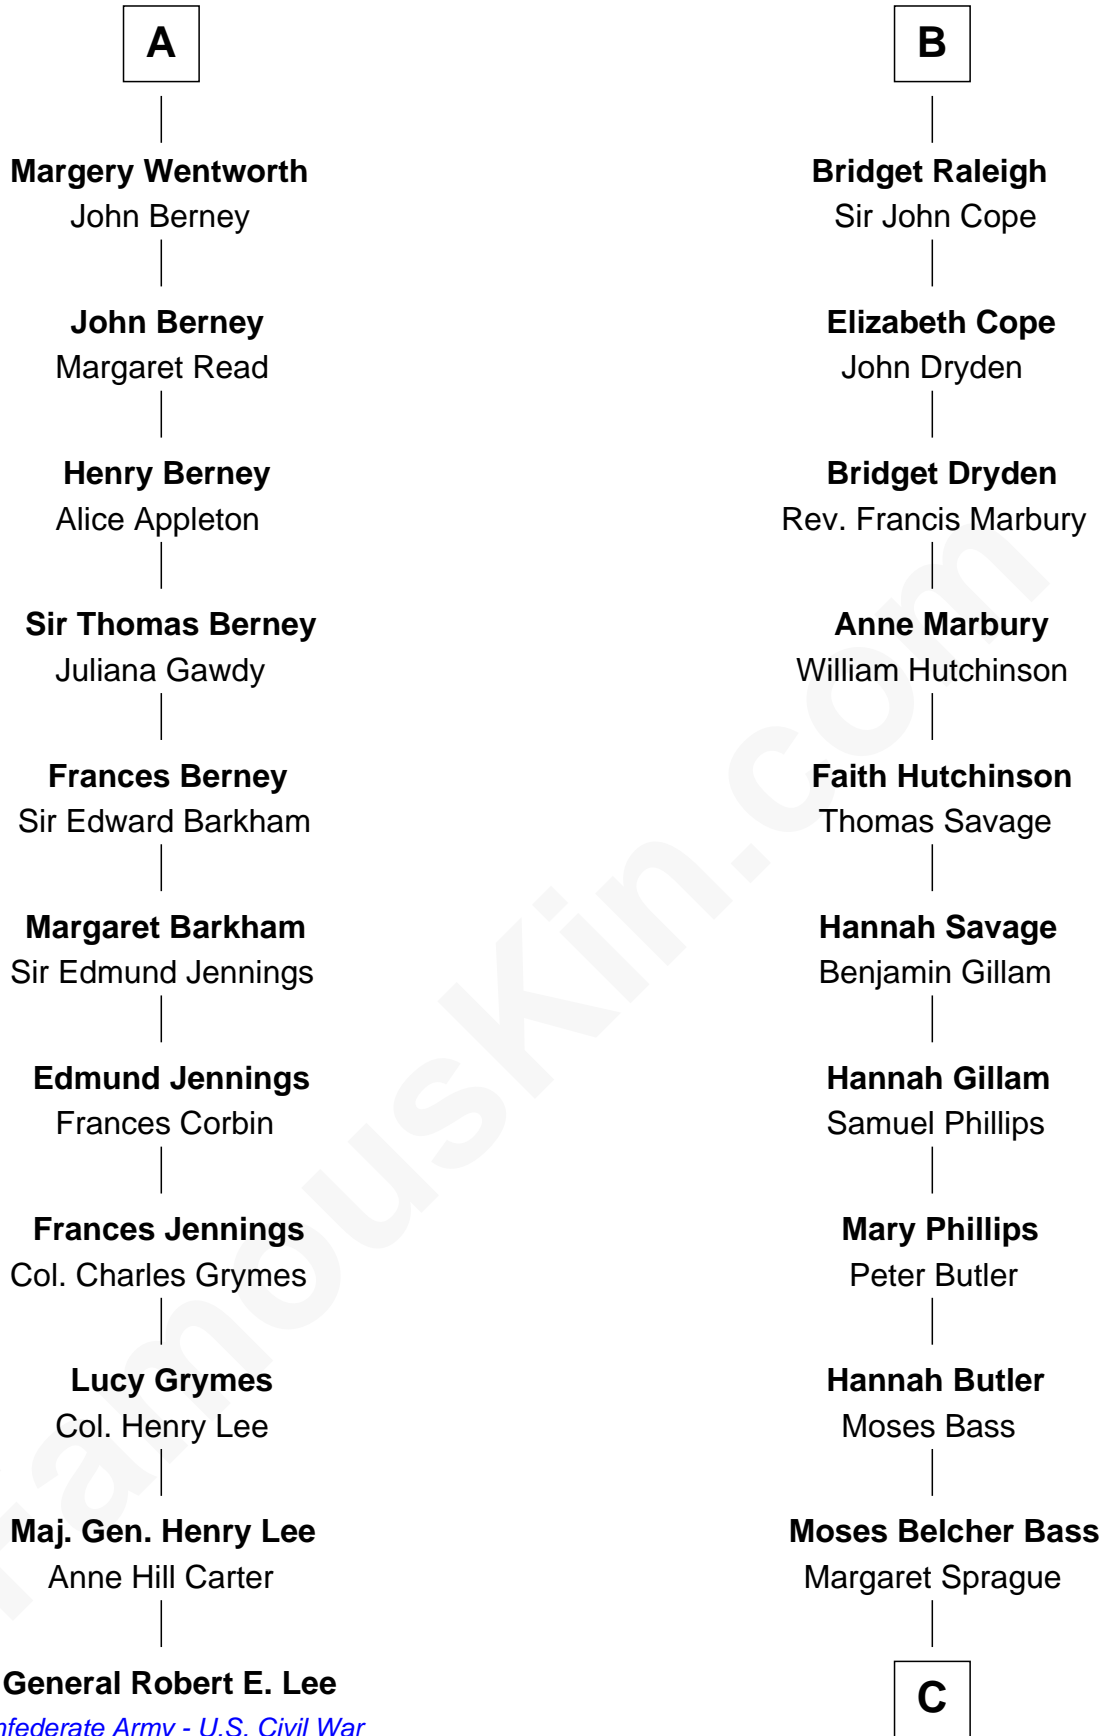 A
Margery Wentworth
John Berney
John Berney
Margaret Read
Henry Berney
Alice Appleton
Sir Thomas Berney
Juliana Gawdy
Frances Berney
Sir Edward Barkham
Margaret Barkham
Sir Edmund Jennings
Edmund Jennings
Frances Corbin
Frances Jennings
Col. Charles Grymes
Lucy Grymes
Col. Henry Lee
Maj. Gen. Henry Lee
Anne Hill Carter
General Robert E. Lee
nfederate Army - U.S. Civil War
B
Bridget Raleigh
Sir John Cope
Elizabeth Cope
John Dryden
Bridget Dryden
Rev. Francis Marbury
Anne Marbury
William Hutchinson
Faith Hutchinson
Thomas Savage
Hannah Savage
Benjamin Gillam
Hannah Gillam
Samuel Phillips
Mary Phillips
Peter Butler
Hannah Butler
Moses Bass
Moses Belcher Bass
Margaret Sprague
C
FamousKin.com